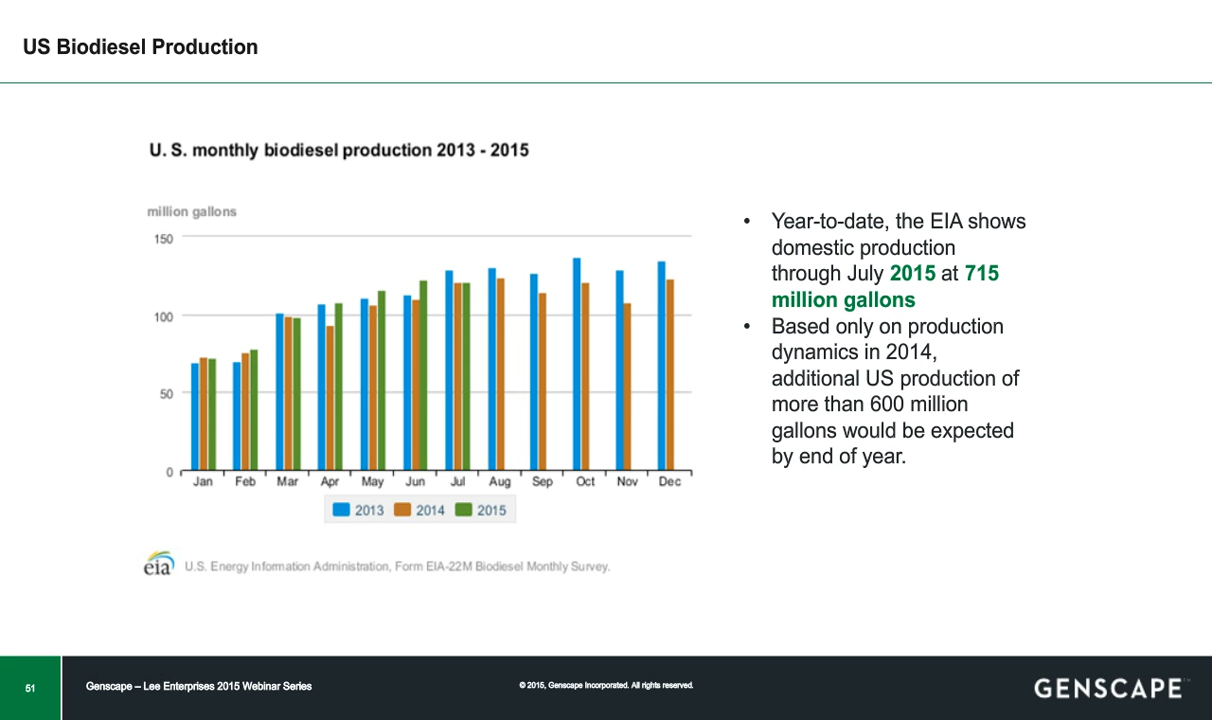 US Biodiesel Production
U. S. monthly biodiesel production 2013 - 2015
million gallons
150
100
50
0
Jan Feb Mar Apr May Jun Jul Aug Sep Oct Nov Dec
2013 2014 2015
eia U.S. Energy Information Administration, Form EIA-22M Biodiesel Monthly Survey.
• Year-to-date, the EIA shows
domestic production
through July 2015 at 715
million gallons
• Based only on production
dynamics in 2014,
additional US production of
more than 600 million
gallons would be expected
by end of year.
51
Genscape – Lee Enterprises 2015 Webinar Series
© 2015, Genscape Incorporated. All rights reserved.
GENSCAPE™